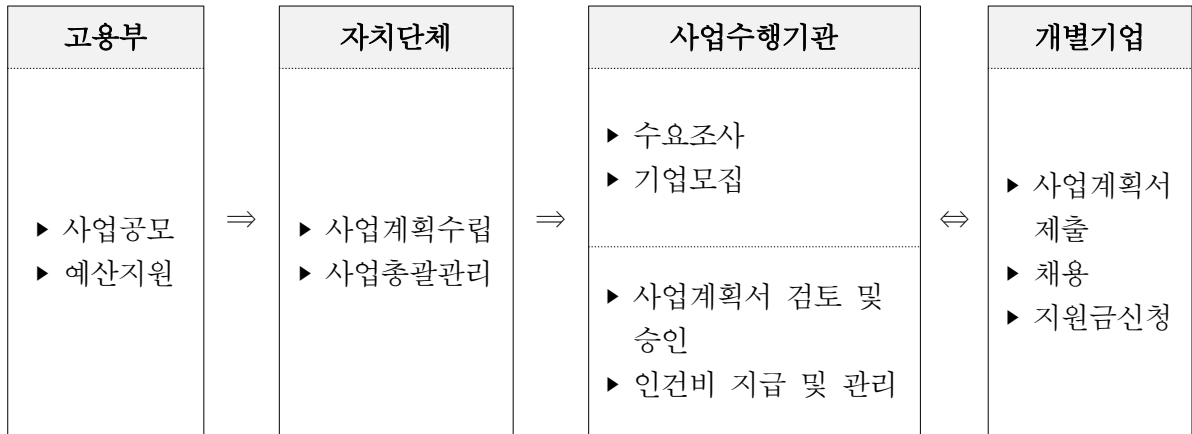 고용부
▶ 사업공모
▶ 예산지원
⇒
자치단체
▶ 사업계획수립
▶ 사업총괄관리
⇒
사업수행기관
▶ 수요조사
▶ 기업모집
▶ 사업계획서 검토 및
승인
▶ 인건비 지급 및 관리
⇔
개별기업
▶ 사업계획서
제출
▶ 채용
▶ 지원금신청